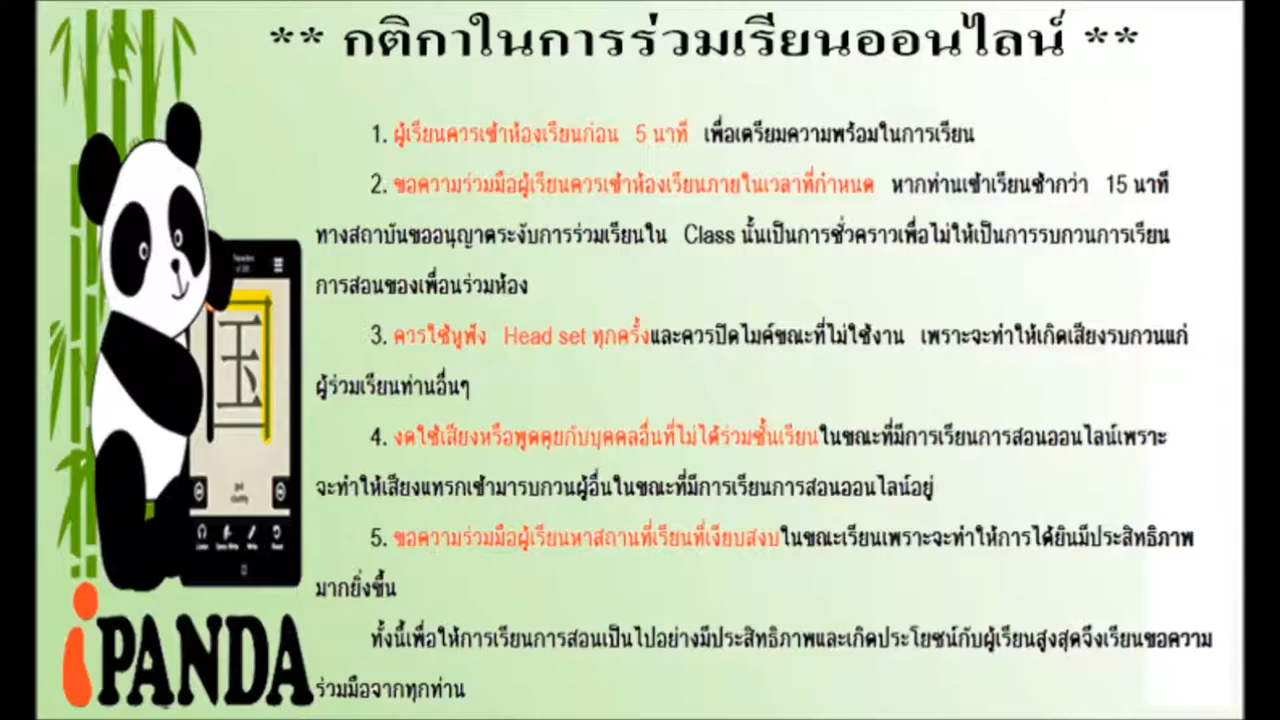 ** กติกาในการร่วมเรียนออนไลน์ **
1. ผู้เรียนควรเข้าห้องเรียนก่อน 5 นาที เพื่อเตรียมความพร้อมในการเรียน
2. ขอความร่วมมือผู้เรียนควรเข้าห้องเรียนภายในเวลาที่กำหนด หากท่านเข้าเรียนช้ากว่า 15 นาที
ทางสถาบันขออนุญาตระงับการร่วมเรียนใน Class นั้นเป็นการชั่วคราวเพื่อไม่ให้เป็นการรบกวนการเรียน
การสอนของเพื่อนร่วมห้อง
3. ควรใช้หูฟัง Head set ทุกครั้งและควรปิดไมค์ขณะที่ไม่ใช้งาน เพราะจะทำให้เกิดเสียงรบกวนแก่
ผู้ร่วมเรียนท่านอื่นๆ
4. งดใช้เสียงหรือพูดคุยกับบุคคลอื่นที่ไม่ได้ร่วมชั้นเรียนในขณะที่มีการเรียนการสอนออนไลน์เพราะ
จะทำให้เสียงแทรกเข้ามารบกวนผู้อื่นในขณะที่มีการเรียนการสอนออนไลน์อยู่
5. ขอความร่วมมือผู้เรียนหาสถานที่เรียนที่เงียบสงบในขณะเรียนเพราะจะทำให้การได้ยินมีประสิทธิภาพ
มากยิ่งขึ้น
ทั้งนี้เพื่อให้การเรียนการสอนเป็นไปอย่างมีประสิทธิภาพและเกิดประโยชน์กับผู้เรียนสูงสุดจึงเรียนขอความ
ร่วมมือจากทุกท่าน
国
iPANDA